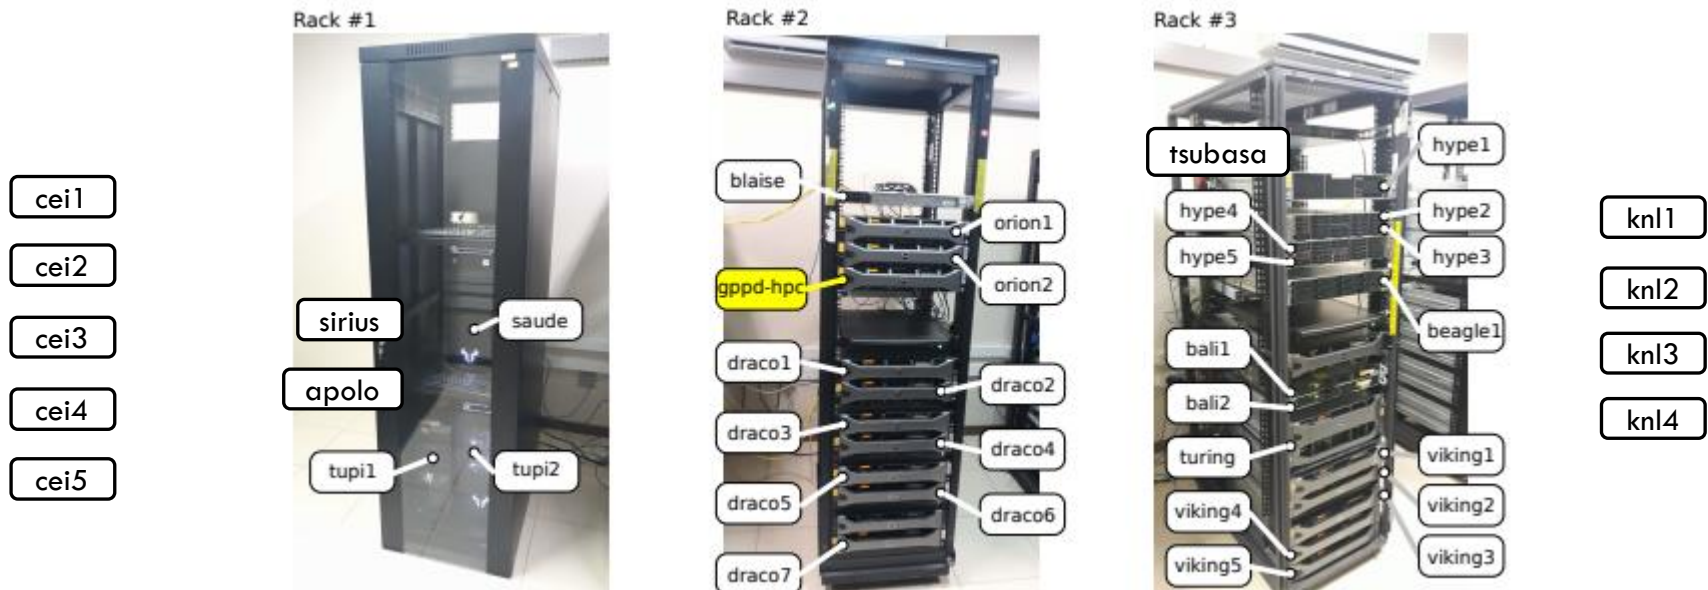 Rack #1
Rack #2
Rack #3
cei1
cei2
cei3
cei4
cei5
sirius
saude
apolo
tupi1
tupi2
blaise
orion1
orion2
gppd-hpc
draco1
draco2
draco3
draco4
draco5
draco6
draco7
tsubasa
hype1
hype4
hype2
hype5
hype3
beagle1
bali1
bali2
turing
viking1
viking2
viking4
viking3
viking5
knl1
knl2
knl3
knl4